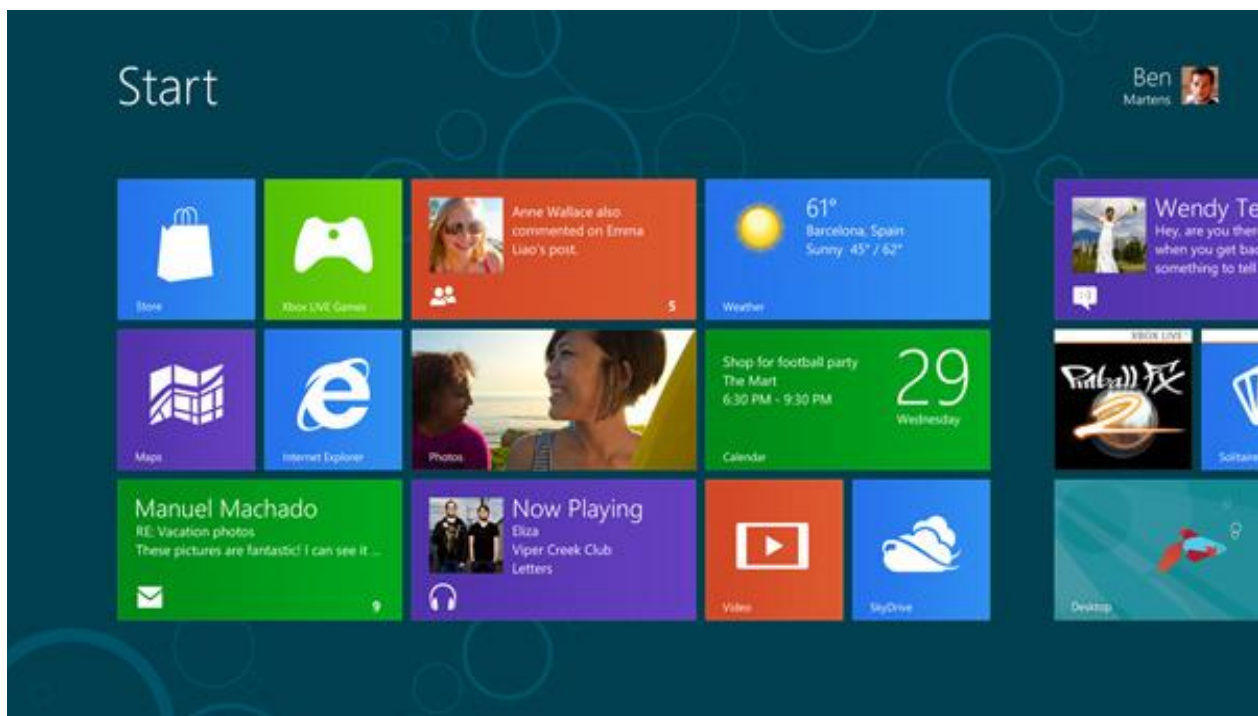 Start
Ben
Martens
Store
Xbox LIVE Games
Anne Wallace also
commented on Emma
Liao's post.
5
61°
Barcelona, Spain
Sunny 45° / 62°
Weather
Wendy Te
Hey, are you ther
when you get bac
something to tell
:-)
Maps
Internet Explorer
Photos
Shop for football party
The Mart
6:30 PM - 9:30 PM
29
Wednesday
Calendar
XBOX LIVE
Pinball FX
2
Solitaire
Manuel Machado
RE: Vacation photos
These pictures are fantastic! I can see it ...
9
Now Playing
Eliza
Viper Creek Club
Letters
Video
SkyDrive
Desktop